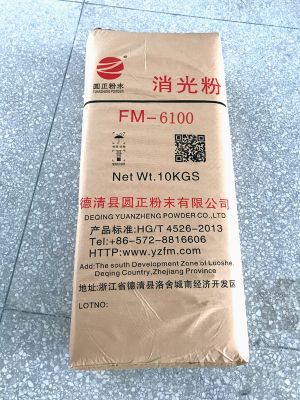 圆正粉末
YUANZHENG POWDER
消光粉
FM-6100
Net Wt.10KGS
德清县圆正粉末有限公司
DEQING YUANZHENG POWDER CO.,LTD
产品标准:HG/T 4526-2013
Tel:+86-572-8816606
HTTP:www.yzfm.com
Add:The south Development Zone of Luoshe,
Deqing Country,Zhejiang Province
地址:浙江省德清县洛舍城南经济开发区
LOTNO: